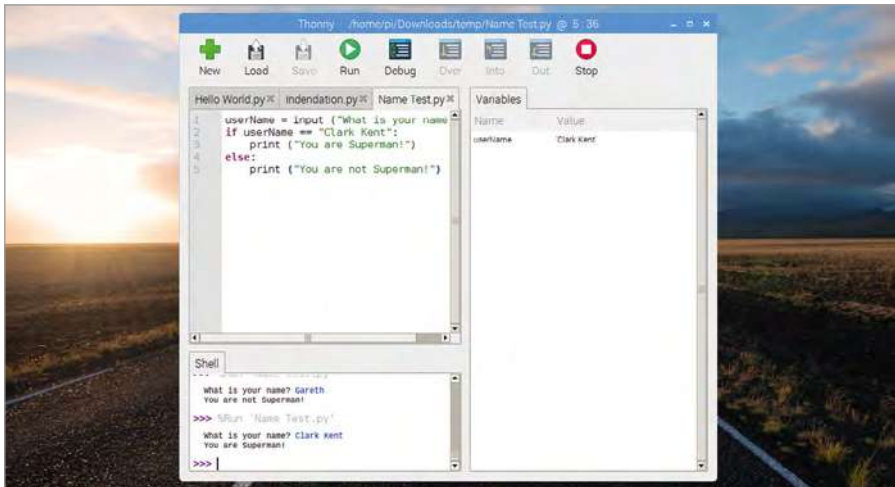 Thonny - /home/pi/Downloads/temp/Name Test.py @ 5 : 36
New Load Save Run Debug Over Into Out Stop
Hello World.py Indendation.py Name Test.py
1 userName = input ("What is your name
2 if userName == "Clark Kent":
3 print ("You are Superman!")
4 else:
5 print ("You are not Superman!")
Variables
Name Value
userName 'Clark Kent'
Shell
What is your name? Gareth
You are not Superman!
>>> %Run 'Name Test.py'
What is your name? Clark Kent
You are Superman!
>>>